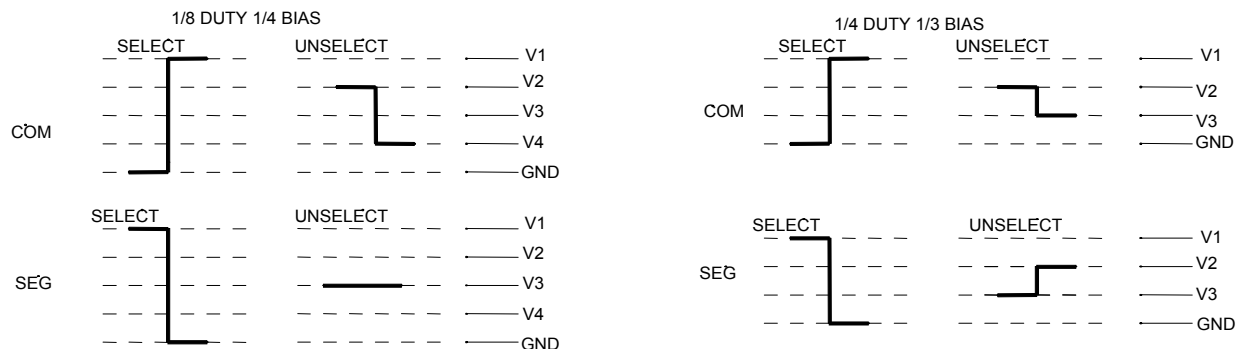 1/8 DUTY 1/4 BIAS
SELECT UNSELECT
V1
V2
V3
V4
GND
COM
SELECT UNSELECT
V1
V2
V3
V4
GND
SEG
1/4 DUTY 1/3 BIAS
SELECT UNSELECT
V1
V2
V3
GND
COM
SELECT UNSELECT
V1
V2
V3
GND
SEG